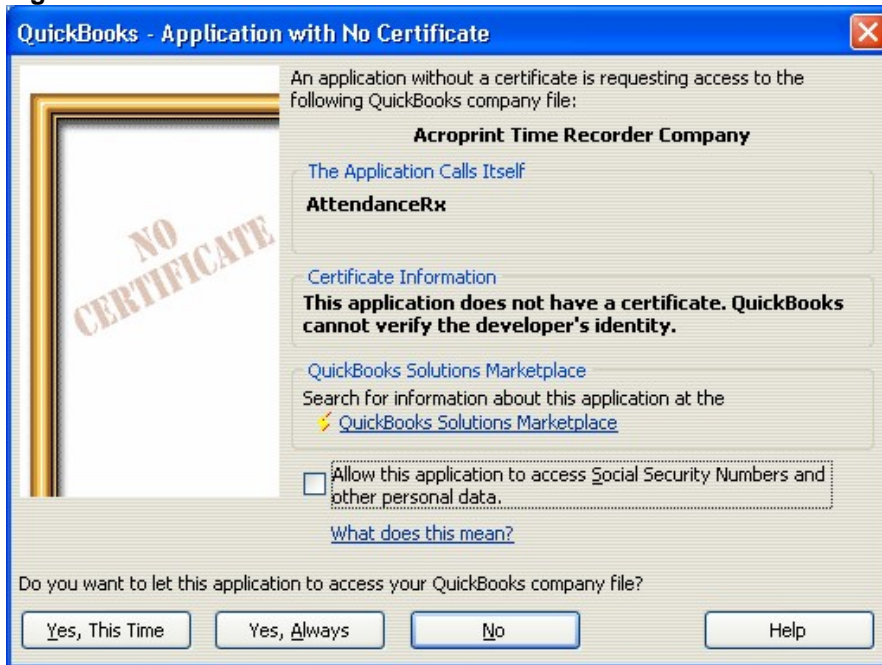 QuickBooks - Application with No Certificate
An application without a certificate is requesting access to the
following QuickBooks company file:
Acroprint Time Recorder Company
The Application Calls Itself
AttendanceRx
NO
CERTIFICATE
Certificate Information
This application does not have a certificate. QuickBooks
cannot verify the developer's identity.
QuickBooks Solutions Marketplace
Search for information about this application at the
QuickBooks Solutions Marketplace
Allow this application to access Social Security Numbers and
other personal data.
What does this mean?
Do you want to let this application to access your QuickBooks company file?
Yes, This Time
Yes, Always
No
Help